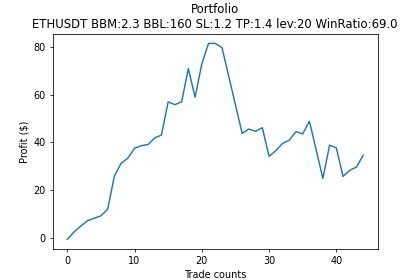 Portfolio
ETHUSDT BBM:2.3 BBL:160 SL:1.2 TP:1.4 lev:20 WinRatio:69.0
80
60
40
20
0
Profit ($)
0 10 20 30 40
Trade counts